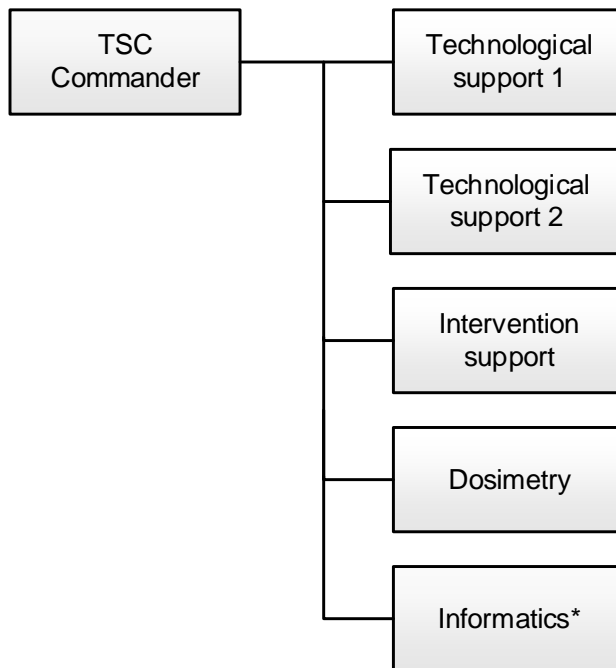 TSC
Commander
Technological
support 1
Technological
support 2
Intervention
support
Dosimetry
Informatics*